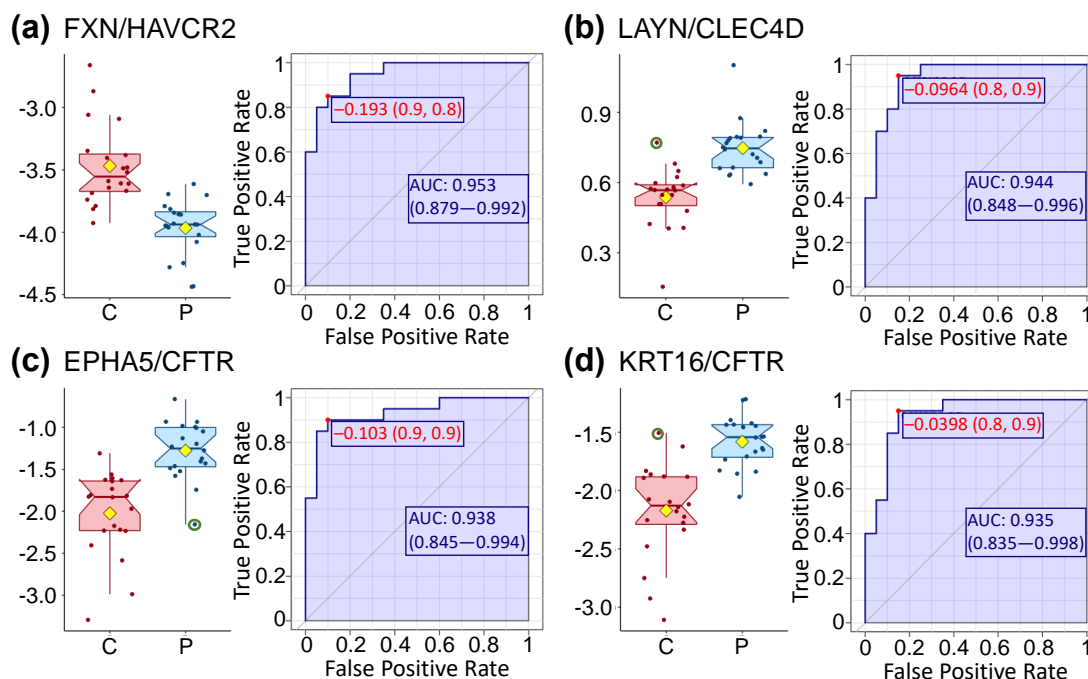 (a) FXN/HAVCR2
-3.0
-3.5
-4.0
-4.5
C P
True Positive Rate
1
0.8
0.6
0.4
0.2
0
−0.193 (0.9, 0.8)
AUC: 0.953
(0.879—0.992)
0 0.2 0.4 0.6 0.8 1
False Positive Rate
(b) LAYN/CLEC4D
0.9
0.6
0.3
C P
True Positive Rate
1
0.8
0.6
0.4
0.2
0
−0.0964 (0.8, 0.9)
AUC: 0.944
(0.848—0.996)
0 0.2 0.4 0.6 0.8 1
False Positive Rate
(c) EPHA5/CFTR
-1.0
-1.5
-2.0
-3.0
C P
True Positive Rate
1
0.8
0.6
0.4
0.2
0
−0.103 (0.9, 0.9)
AUC: 0.938
(0.845—0.994)
0 0.2 0.4 0.6 0.8 1
False Positive Rate
(d) KRT16/CFTR
-1.5
-2.0
-2.5
-3.0
C P
True Positive Rate
1
0.8
0.6
0.4
0.2
0
−0.0398 (0.8, 0.9)
AUC: 0.935
(0.835—0.998)
0 0.2 0.4 0.6 0.8 1
False Positive Rate